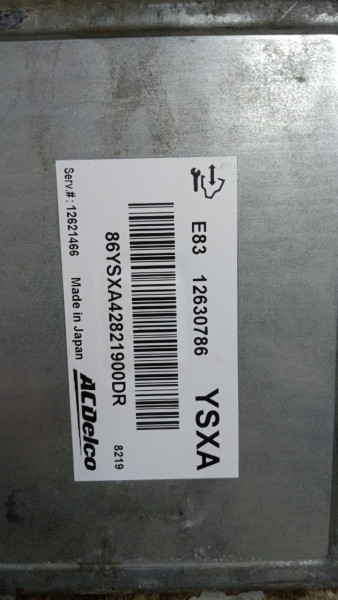 E83 12630786 YSXA
86YSXA42821900DR
8219
Serv.#: 12621466 Made in Japan ACDelco